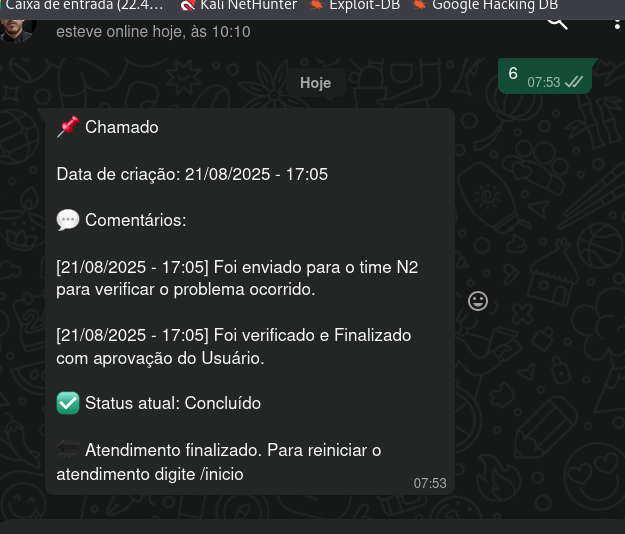 Caixa de entrada (22.4... Kali NetHunter Exploit-DB Google Hacking DB
esteve online hoje, às 10:10
6
07:53
Hoje
📌 Chamado
Data de criação: 21/08/2025 - 17:05
💬 Comentários:
[21/08/2025 - 17:05] Foi enviado para o time N2
para verificar o problema ocorrido.
[21/08/2025 - 17:05] Foi verificado e Finalizado
com aprovação do Usuário.
✅ Status atual: Concluído
Atendimento finalizado. Para reiniciar o
atendimento digite /inicio
07:53